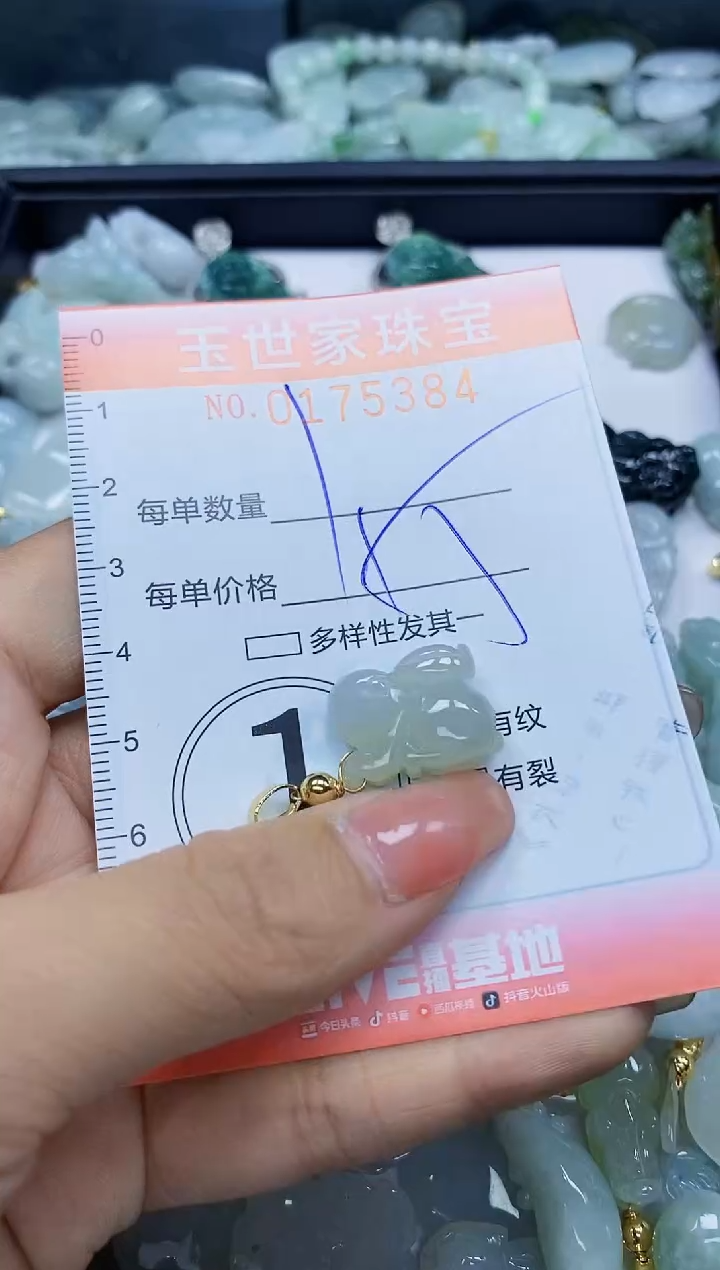 0
玉世家珠宝
1
NO.0175384
2
每单数量
3
每单价格
4
多样性发其一
5
1
有纹
有裂
6
直播基地
今日头条 抖音 西瓜视频 抖音火山版